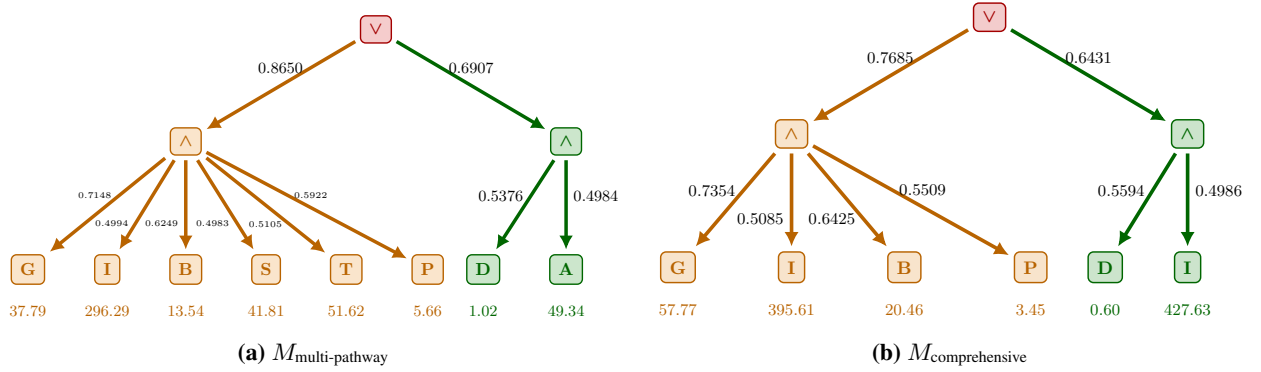 ∨ ∨
0.8650 0.6907 0.7685 0.6431
∧ ∧ ∧ ∧
0.7148 0.4994 0.6249 0.4983 0.5105 0.5922 0.5376 0.4984 0.7354 0.5085 0.6425 0.5509 0.5594 0.4986
G I B S T P D A G I B P D I
37.79 296.29 13.54 41.81 51.62 5.66 1.02 49.34 57.77 395.61 20.46 3.45 0.60 427.63
(a) M multi-pathway (b) M comprehensive